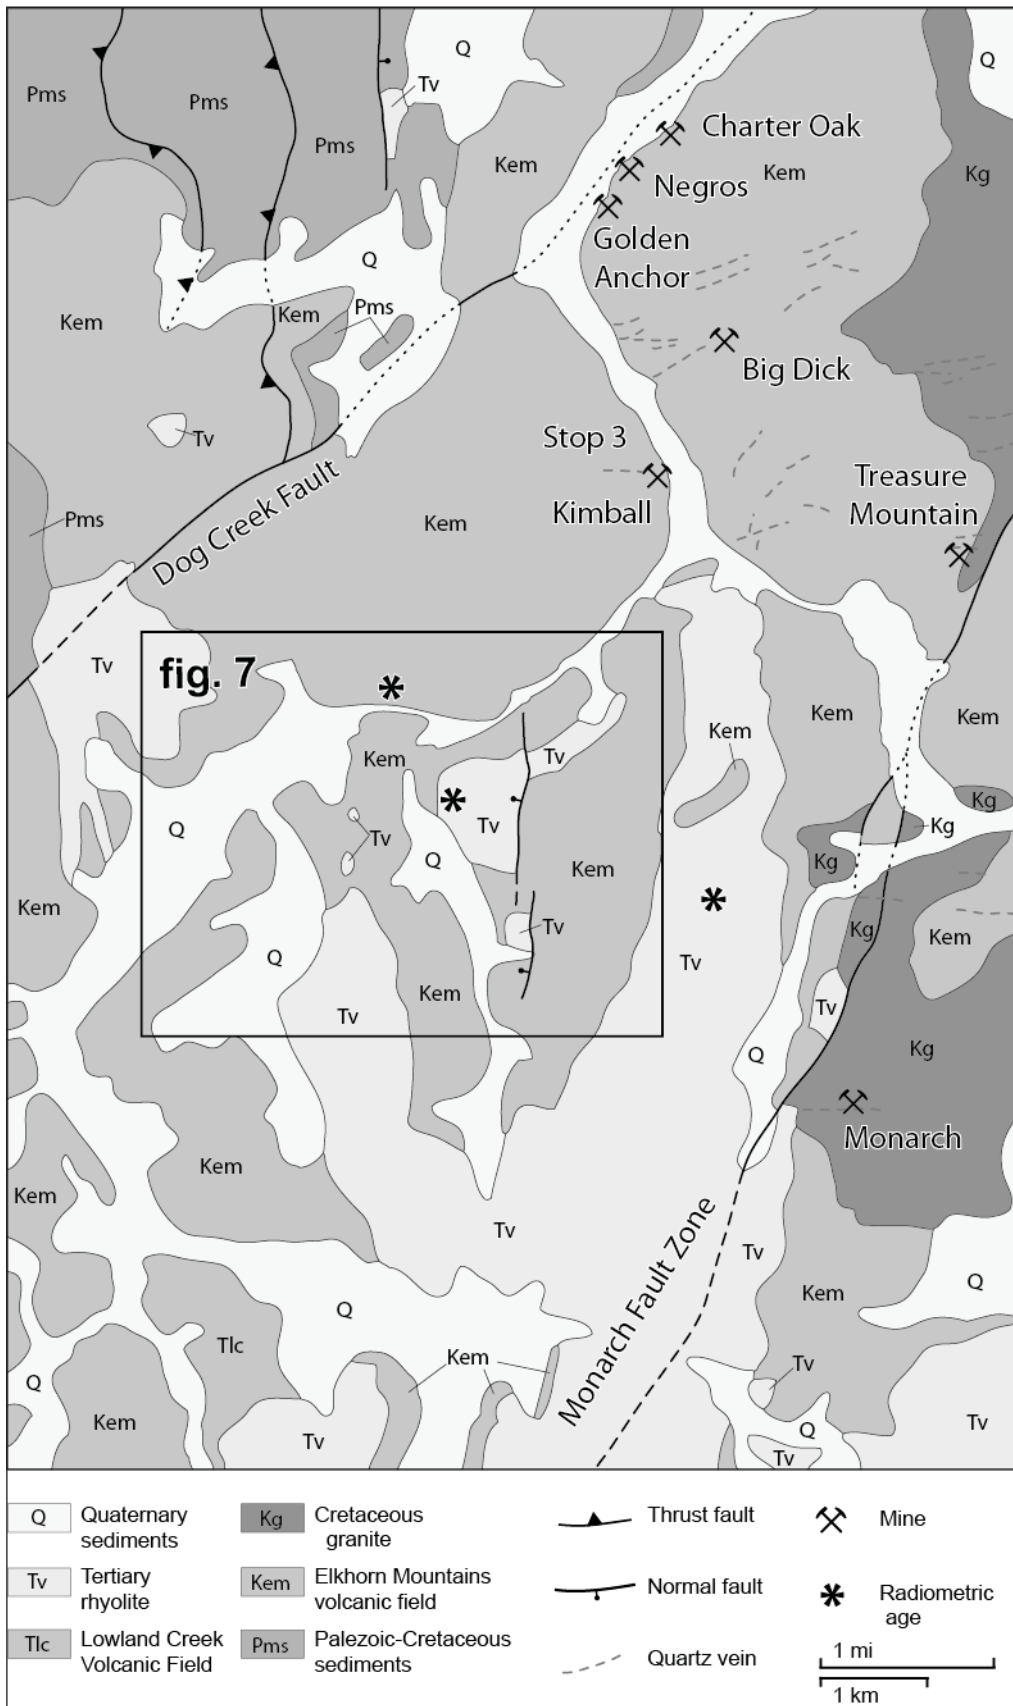 Q
Q
Pms
Pms
Tv
Pms
Kem
Charter Oak
Kem
Kg
Negros
Golden
Anchor
Q
Kem
Kem
Pms
Big Dick
Tv
Stop 3
Treasure
Mountain
Pms
Kem
Kimball
Dog Creek Fault
Tv
fig. 7
Kem
Kem
Kem
Kem
Tv
Kg
Q
Tv
Tv
Kg
Q
Kg
Kem
Kem
Tv
Kg
Kem
Q
Tv
Kem
Tv
Tv
Q
Kg
Monarch
Kem
Kem
Tv
Tv
Monarch Fault Zone
Q
Q
Kem
Tlc
Kem
Tv
Q
Kem
Tv
Q
Tv
Tv
Q
Quaternary
sediments
Kg
Cretaceous
granite
Thrust fault
Mine
Tv
Tertiary
rhyolite
Kem
Elkhorn Mountains
volcanic field
Normal fault
Radiometric
age
Tlc
Lowland Creek
Volcanic Field
Pms
Palezoic-Cretaceous
sediments
Quartz vein
1 mi
1 km